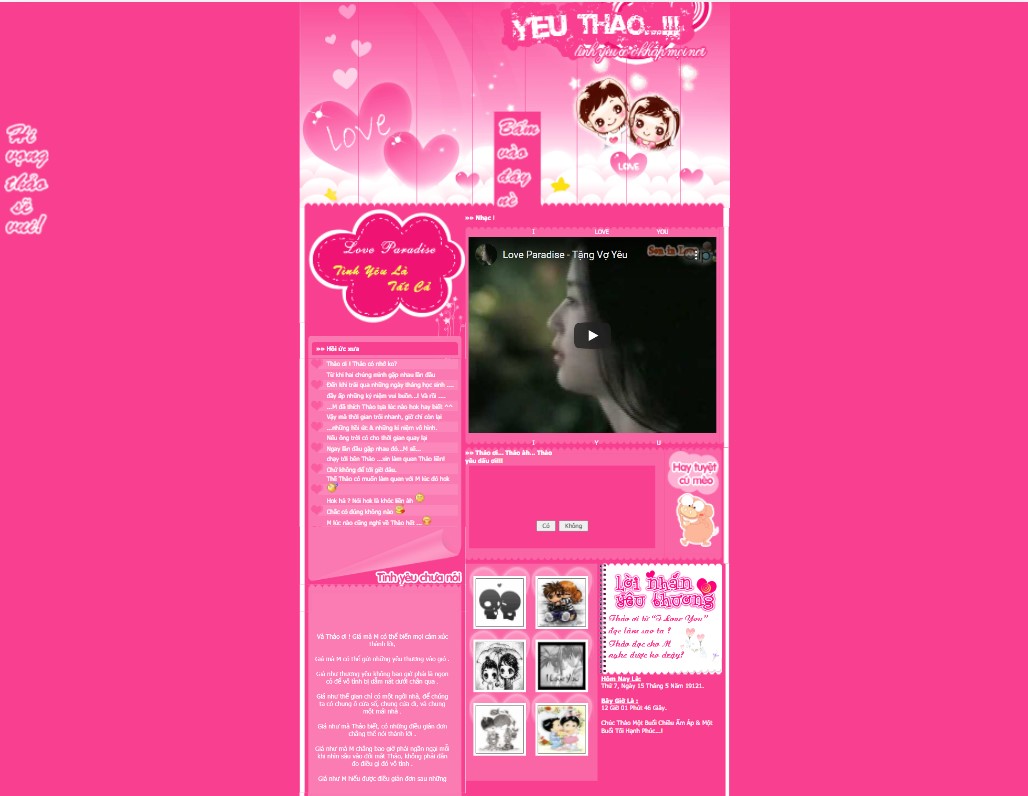 YEU THAO...!!!
tình yêu ở khắp mọi nơi
LOVE
LOVE
Hi
vọng
thảo
sẽ
vui!
Bấm
vào
đây
nè
Love Paradise
Tình Yêu Là
Tất Cả
»» Nhạc !
I LOVE YOU
Love Paradise - Tặng Vợ Yêu
I Y U
»» Hồi ức xưa
Thảo ơi ! Thảo có nhớ ko?
Từ khi hai chúng mình gặp nhau lần đầu
Đến khi trải qua những ngày tháng học sinh ....
đầy ấp những kỷ niệm vui buồn...! Và rồi .....
...M đã thích Thảo tựa lúc nào hok hay biết ^^
Vậy mà thời gian trôi nhanh, giờ chỉ còn lại
...những hồi ức & những kỉ niệm vô hình.
Nếu ông trời có cho thời gian quay lại
Ngay lần đầu gặp nhau đó...M sẽ...
chạy tới bên Thảo ...xin làm quen Thảo liền!
Chứ không để tới giờ đâu.
Thế Thảo có muốn làm quen với M lúc đó hok
Hok hả ? Nói hok là khóc liền àh
Chắc có đúng không nào
M lúc nào cũng nghĩ về Thảo hết ...
Tình yêu chưa nói
»» Thảo ơi... Thảo àh... Thảo
yêu dấu ơi!!!
Có Không
Hay tuyệt
cú mèo
lời nhắn
yêu thương
Thảo ơi từ "I Love You"
đọc làm sao ta ?
Thảo đọc cho M
nghe được ko dzậy?
Hôm Nay Là:
Thứ 7, Ngày 15 Tháng 5 Năm 19121.
Bây Giờ Là :
12 Giờ 01 Phút 46 Giây.
Chúc Thảo Một Buổi Chiều Ấm Áp & Một
Buổi Tối Hạnh Phúc...!
Và Thảo ơi ! Giá mà M có thể biến mọi cảm xúc
thành lời,
Giá mà M có thể gửi những yêu thương vào gió .
Giá như thương yêu không bao giờ phải là ngọn
cỏ để vô tình bị dẫm nát dưới chân qua .
Giá như thế gian chỉ có một ngôi nhà, để chúng
ta có chung ô cửa sổ, chung cửa đi, và chung
một mái nhà .
Giá như mà Thảo biết, có những điều giản đơn
chẳng thể nói thành lời .
Giá như mà M chẳng bao giờ phải ngần ngại mỗi
khi nhìn sâu vào đôi mắt Thảo, không phải đắn
đo điều gì đó vô tình .
Giá như M hiểu được điều giản đơn sau những